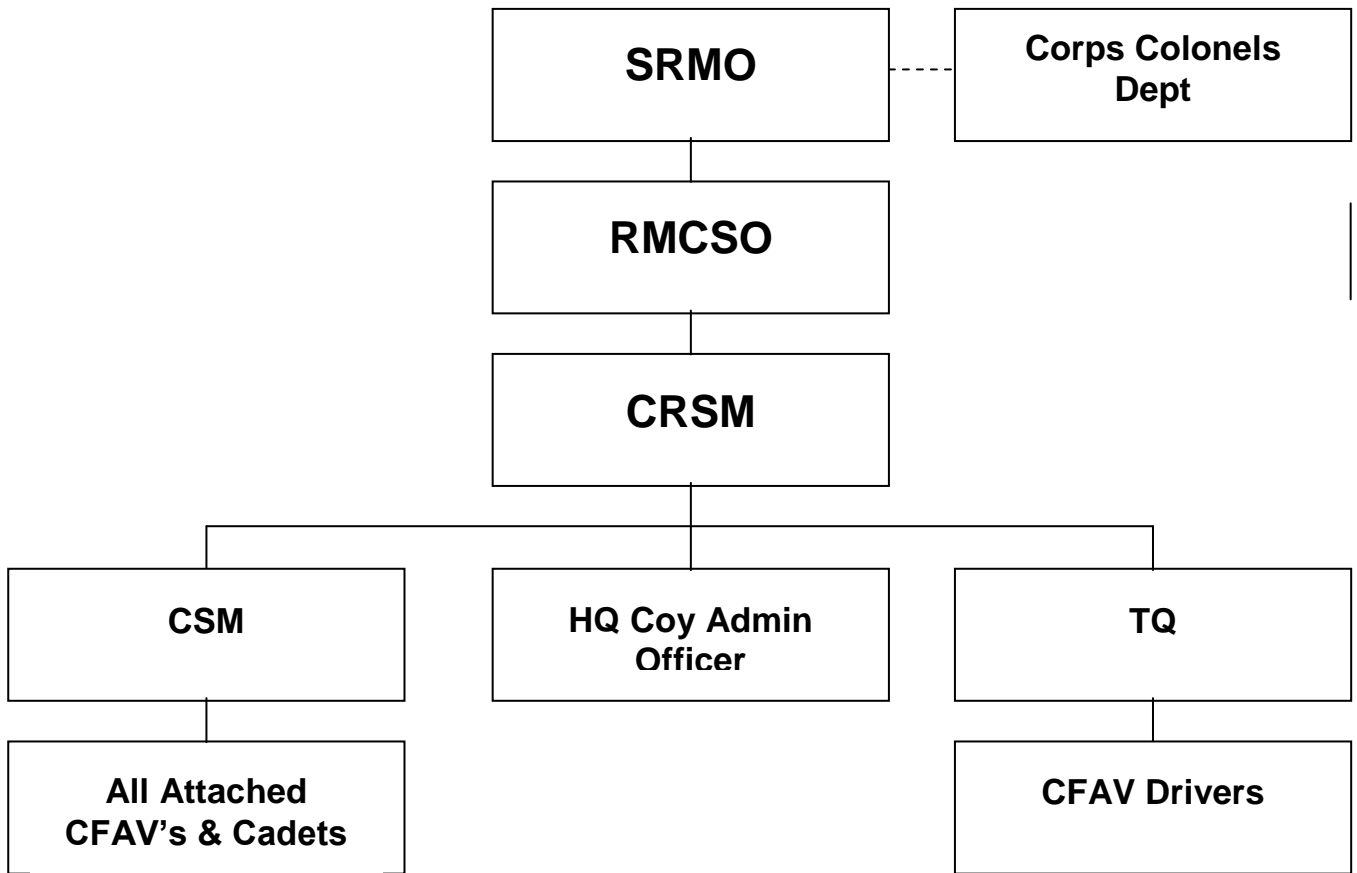 SRMO
Corps Colonels
Dept
RMCSO
CRSM
CSM
HQ Coy Admin
Officer
TQ
All Attached
CFAV’s & Cadets
CFAV Drivers